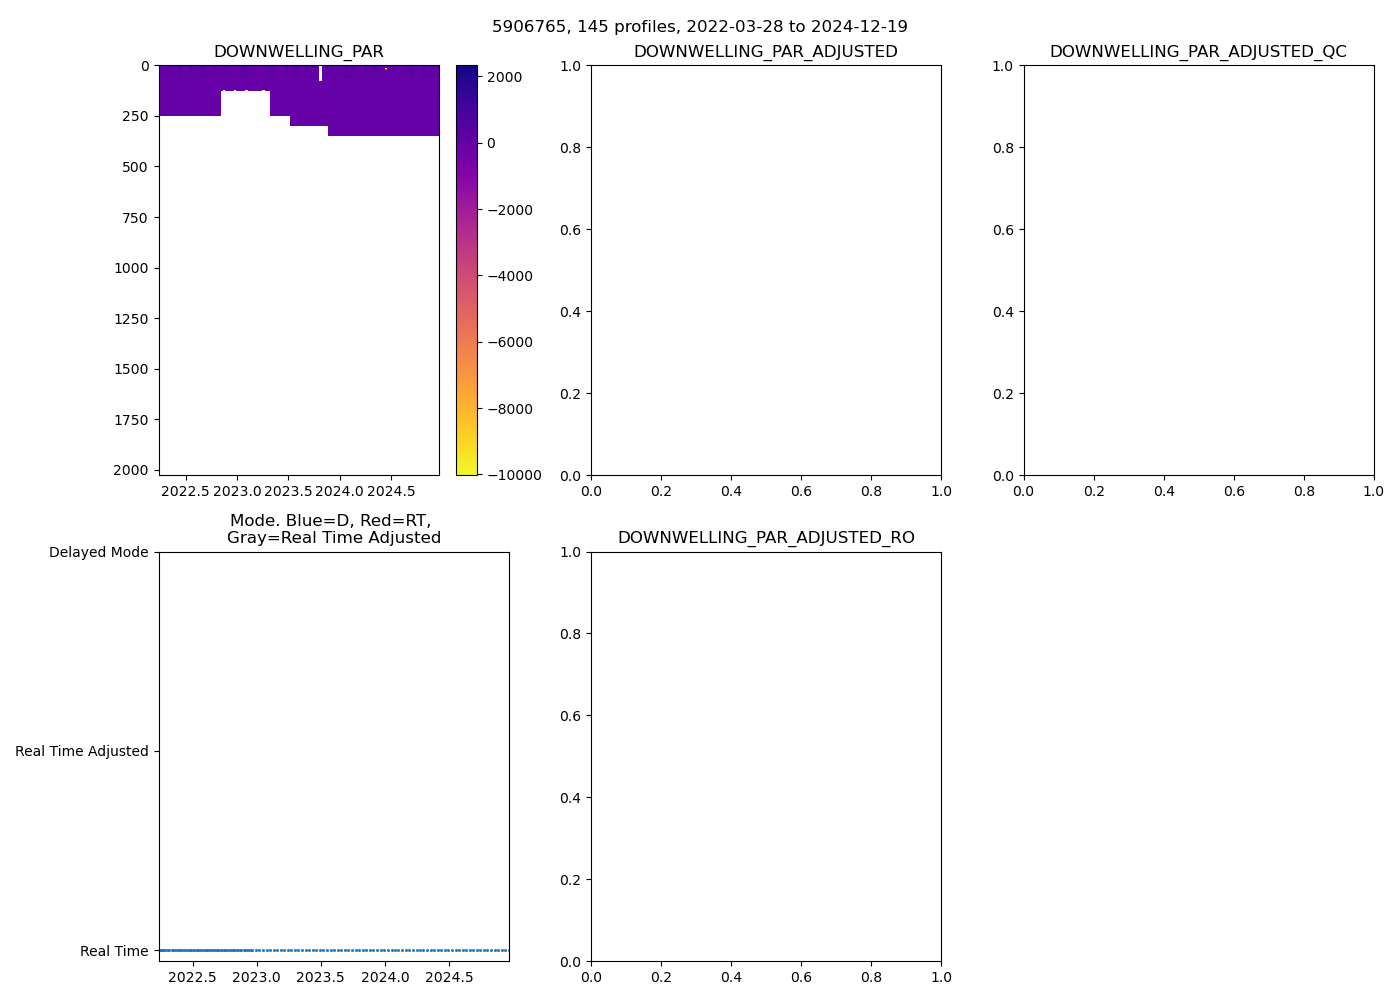 5906765, 145 profiles, 2022-03-28 to 2024-12-19
DOWNWELLING_PAR
0
250
500
750
1000
1250
1500
1750
2000
2022.5 2023.0 2023.5 2024.0 2024.5
2000
0
−2000
−4000
−6000
−8000
−10000
DOWNWELLING_PAR_ADJUSTED
1.0
0.8
0.6
0.4
0.2
0.0
0.0 0.2 0.4 0.6 0.8 1.0
DOWNWELLING_PAR_ADJUSTED_QC
1.0
0.8
0.6
0.4
0.2
0.0
0.0 0.2 0.4 0.6 0.8 1.0
Mode. Blue=D, Red=RT,
Gray=Real Time Adjusted
Delayed Mode
Real Time Adjusted
Real Time
2022.5 2023.0 2023.5 2024.0 2024.5
DOWNWELLING_PAR_ADJUSTED_RO
1.0
0.8
0.6
0.4
0.2
0.0
0.0 0.2 0.4 0.6 0.8 1.0